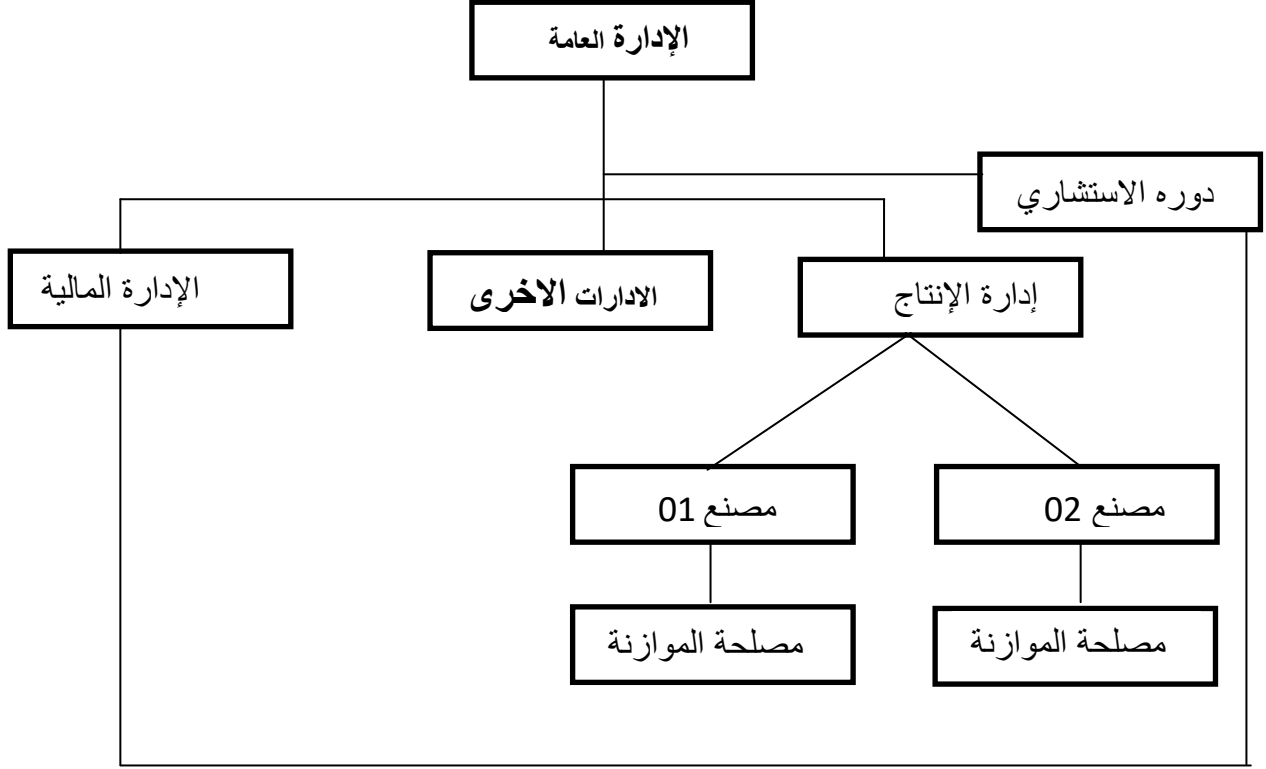 الإدارة العامة
دوره الاستشاري
إدارة الإنتاج
الادارات الاخرى
الإدارة المالية
مصنع 02
مصنع 01
مصلحة الموازنة
مصلحة الموازنة